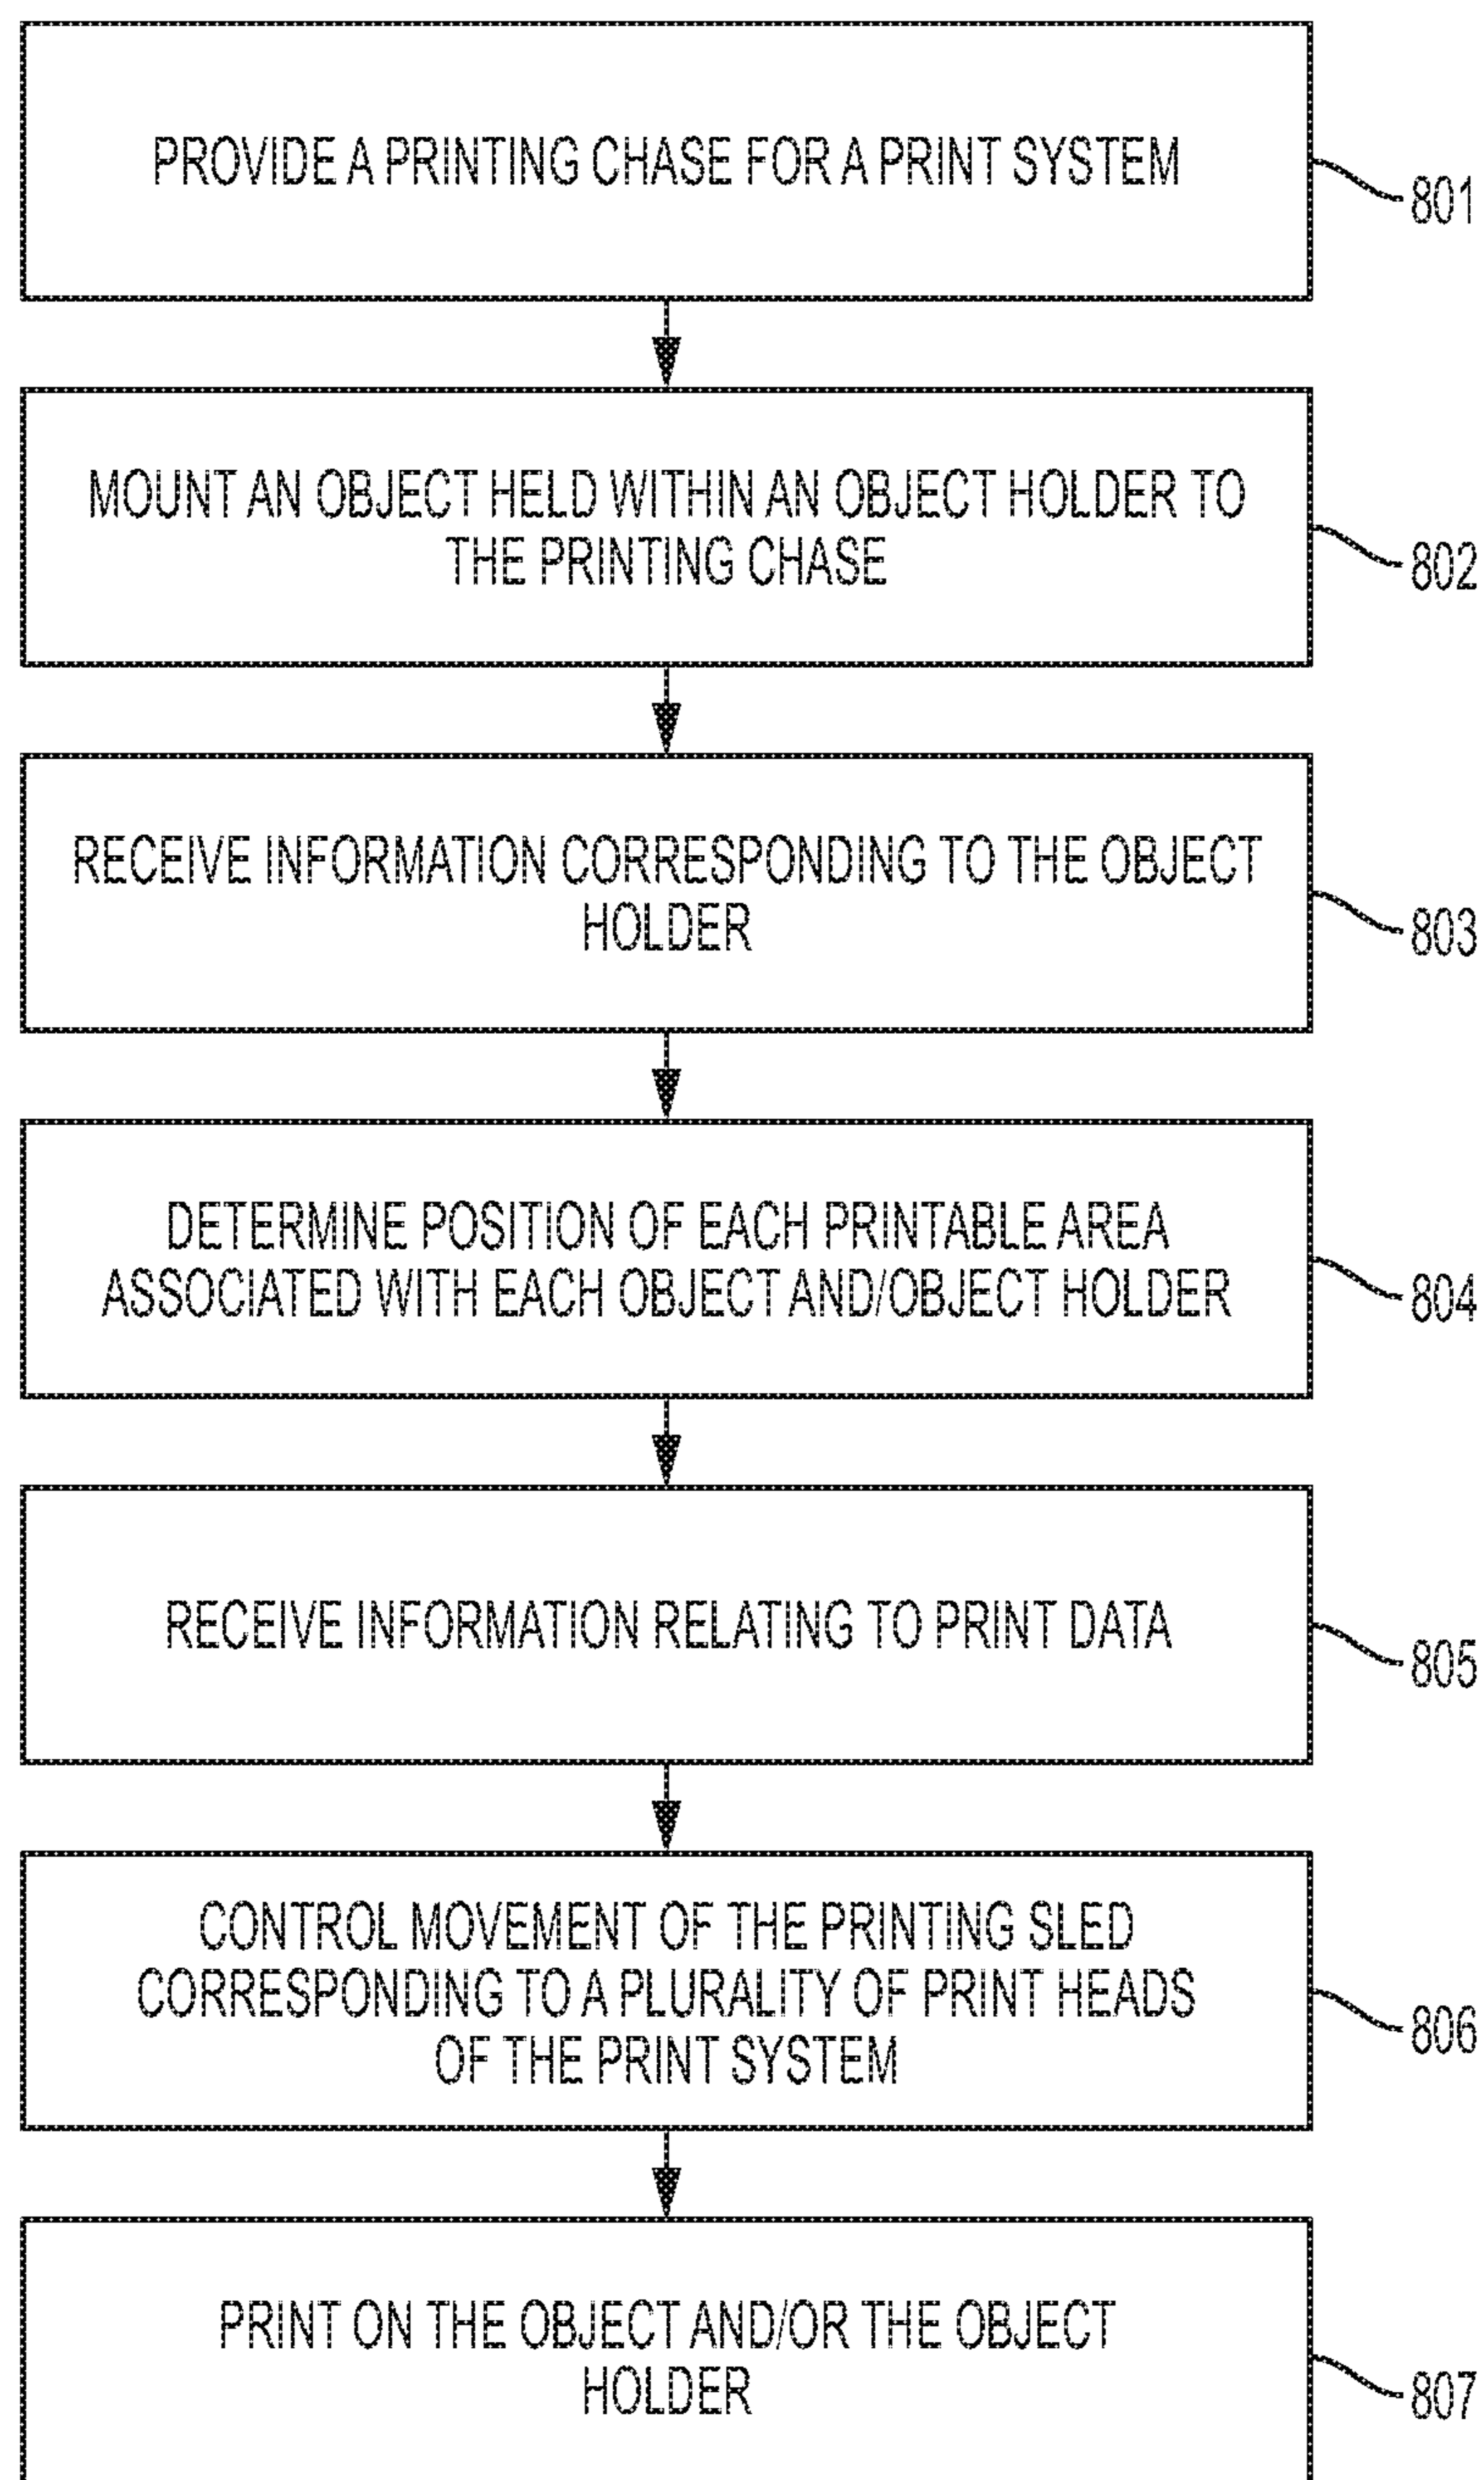 PROVIDE A PRINTING CHASE FOR A PRINT SYSTEM
801
MOUNT AN OBJECT HELD WITHIN AN OBJECT HOLDER TO
THE PRINTING CHASE
802
RECEIVE INFORMATION CORRESPONDING TO THE OBJECT
HOLDER
803
DETERMINE POSITION OF EACH PRINTABLE AREA
ASSOCIATED WITH EACH OBJECT AND/OBJECT HOLDER
804
RECEIVE INFORMATION RELATING TO PRINT DATA
805
CONTROL MOVEMENT OF THE PRINTING SLED
CORRESPONDING TO A PLURALITY OF PRINT HEADS
OF THE PRINT SYSTEM
806
PRINT ON THE OBJECT AND/OR THE OBJECT
HOLDER
807